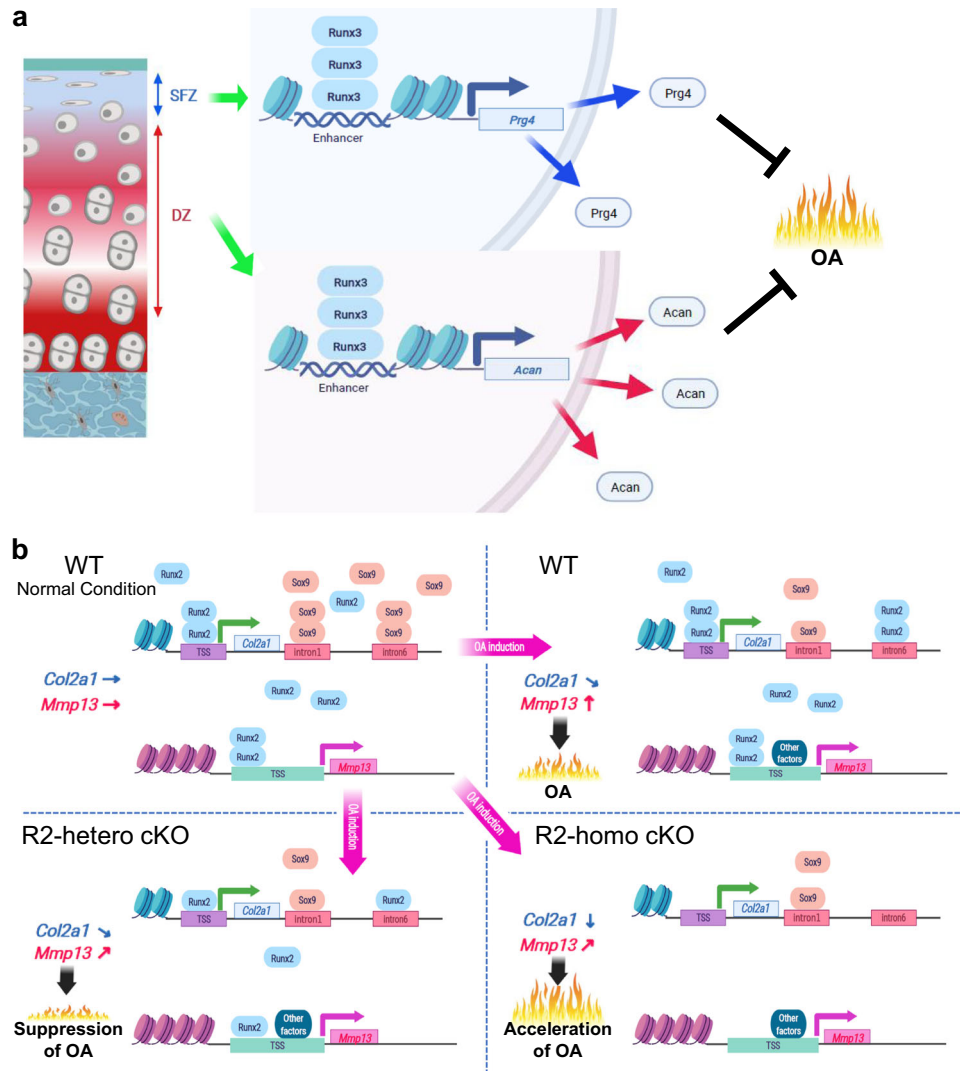 a
SFZ
DZ
Runx3
Runx3
Runx3
Enhancer
Prg4
Prg4
Prg4
OA
Runx3
Runx3
Runx3
Enhancer
Acan
Acan
Acan
Acan
b
WT
Normal Condition
Runx2
Runx2
Runx2
TSS
Col2a1
Sox9
Sox9
Sox9
intron1
Runx2
Sox9
Sox9
Sox9
intron6
Sox9
Col2a1 →
Mmp13 →
Runx2
Runx2
Runx2
Runx2
TSS
Mmp13
OA induction
WT
Runx2
Runx2
Runx2
TSS
Col2a1
Sox9
Sox9
intron1
Runx2
Runx2
intron6
Col2a1 ↘
Mmp13 ↑
OA
Runx2
Runx2
Runx2
Runx2
Other
factors
TSS
Mmp13
OA induction
OA induction
R2-hetero cKO
Runx2
TSS
Col2a1
Sox9
Sox9
intron1
Runx2
intron6
Col2a1 ↘
Mmp13 ↗
Suppression
of OA
Runx2
Runx2
Other
factors
TSS
Mmp13
R2-homo cKO
TSS
Col2a1
Sox9
Sox9
intron1
intron6
Col2a1 ↓
Mmp13 ↗
Acceleration
of OA
Other
factors
TSS
Mmp13